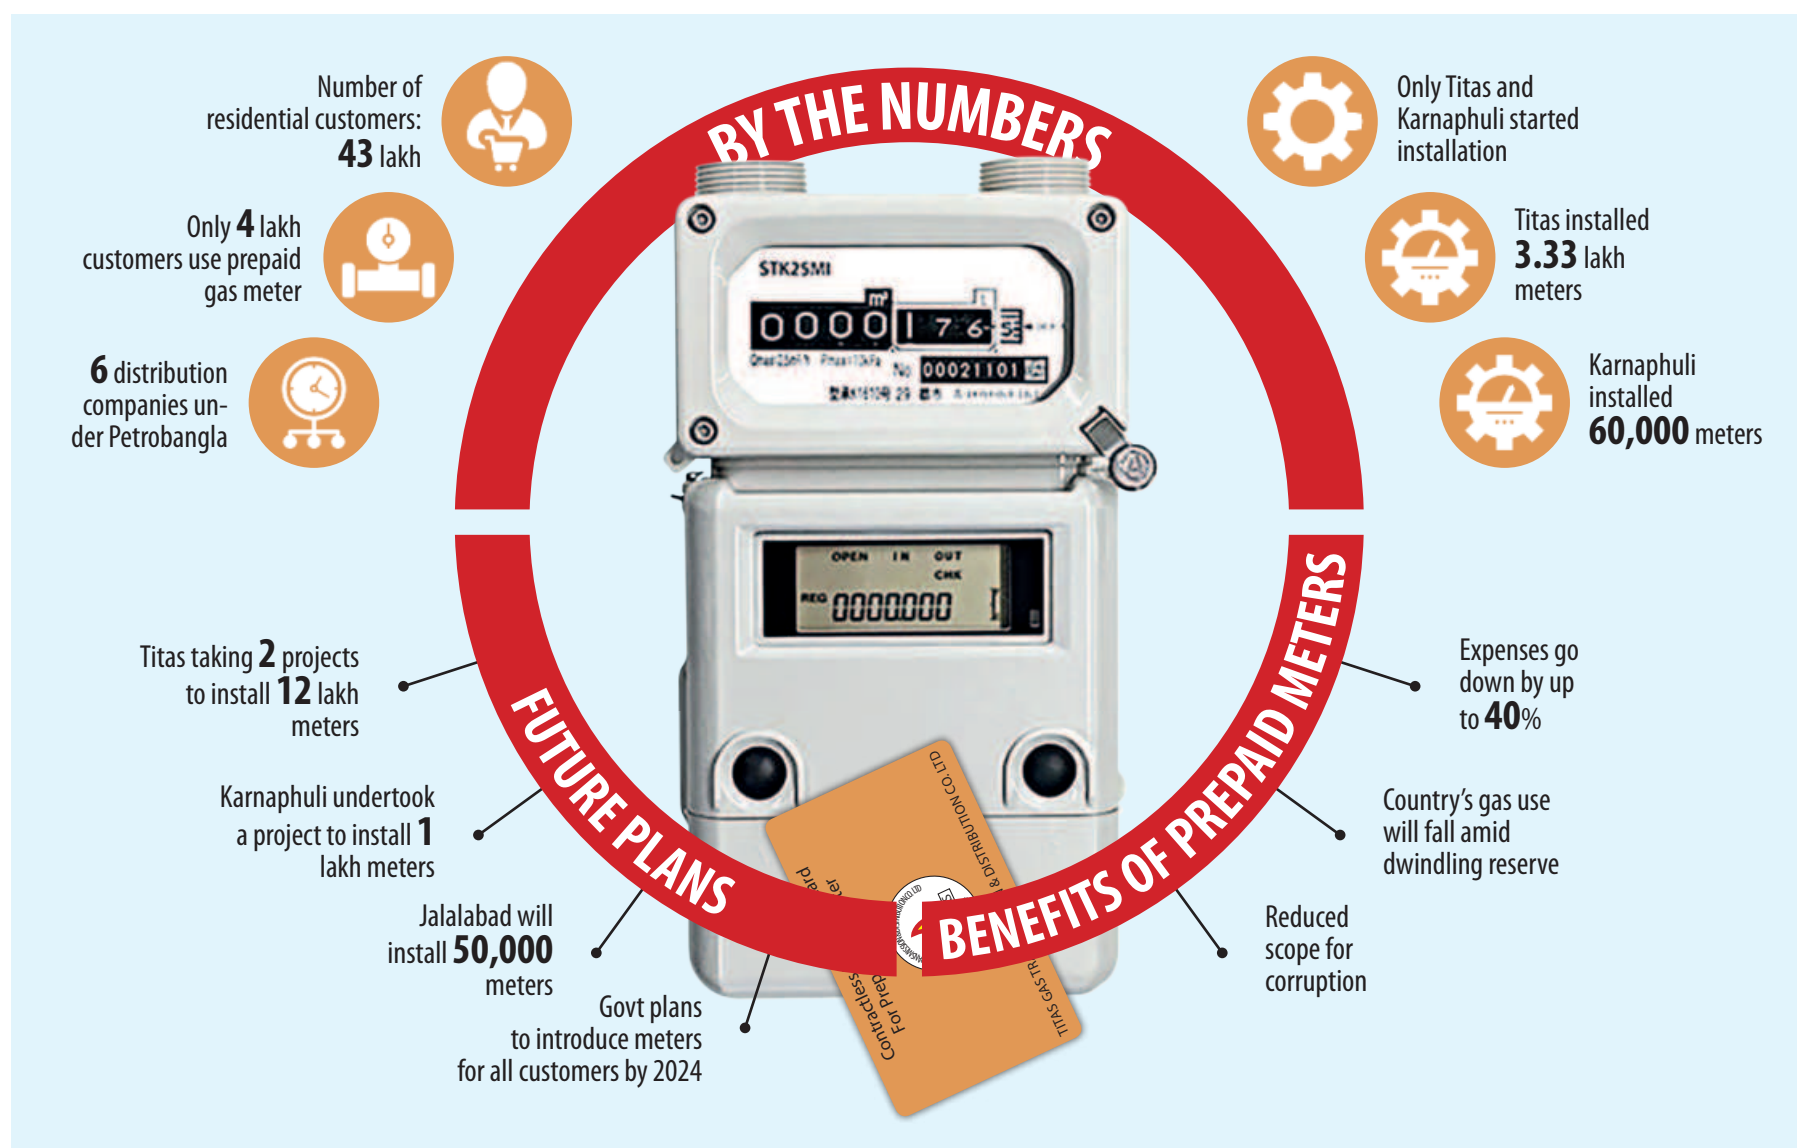 BY THE NUMBERS
Number of
residential customers:
43 lakh
Only 4 lakh
customers use prepaid
gas meter
6 distribution
companies un-
der Petrobangla
Only Titas and
Karnaphuli started
installation
Titas installed
3.33 lakh
meters
Karnaphuli
installed
60,000 meters
STK25MI
m³
L
0000176
No 00021101
OPEN IN OUT
CHK
REG 0000000
FUTURE PLANS
Titas taking 2 projects
to install 12 lakh
meters
Karnaphuli undertook
a project to install 1
lakh meters
Jalalabad will
install 50,000
meters
Govt plans
to introduce meters
for all customers by 2024
BENEFITS OF PREPAID METERS
Expenses go
down by up
to 40%
Country's gas use
will fall amid
dwindling reserve
Reduced
scope for
corruption
Contractless
For Prep
TITAS GAS TR
& DISTRIBUTION CO. LTD